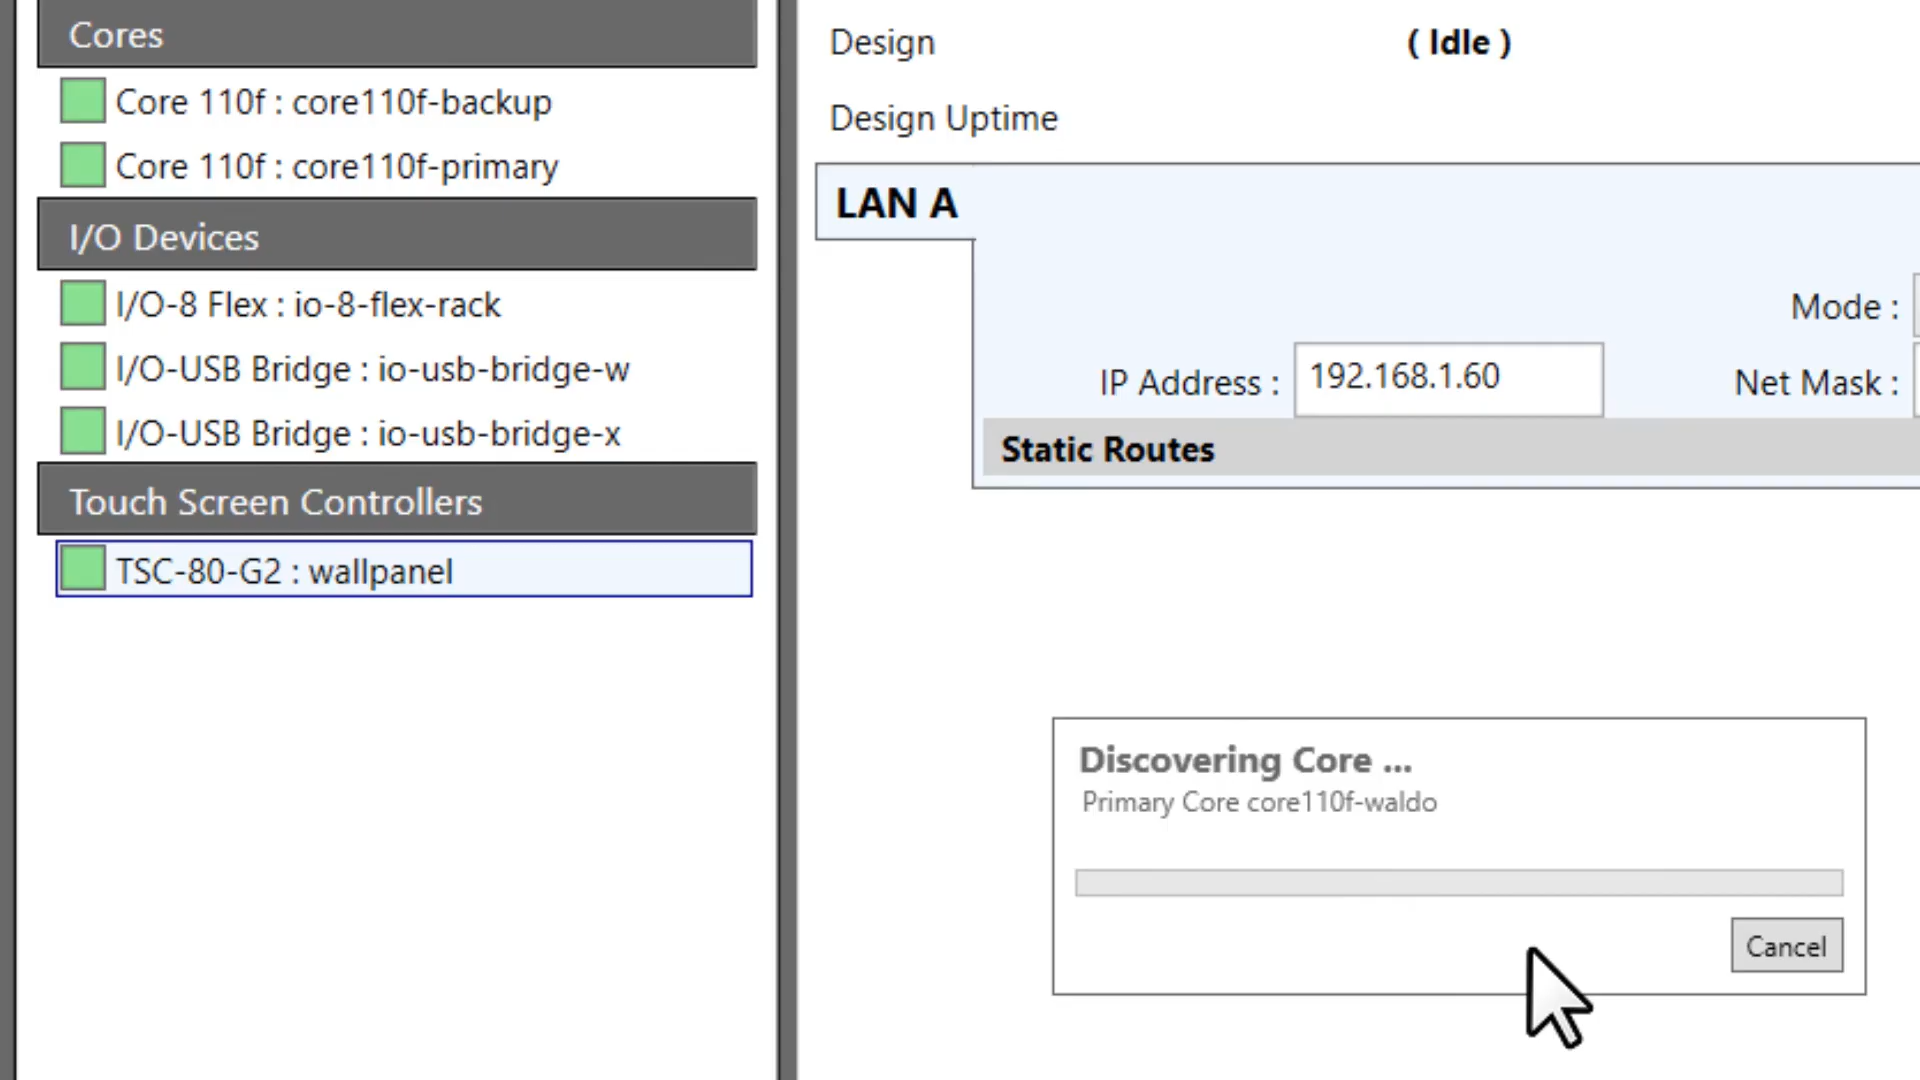 Cores
Core 110f : core110f-backup
Core 110f : core110f-primary
I/O Devices
I/O-8 Flex : io-8-flex-rack
I/O-USB Bridge : io-usb-bridge-w
I/O-USB Bridge : io-usb-bridge-x
Touch Screen Controllers
TSC-80-G2 : wallpanel
Design ( Idle )
Design Uptime
LAN A
Mode :
IP Address : 192.168.1.60 Net Mask :
Static Routes
Discovering Core ...
Primary Core core110f-waldo
Cancel